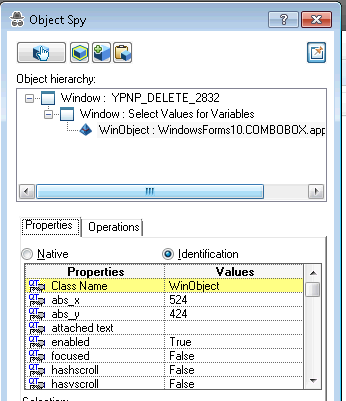 Object Spy
?
Object hierarchy:
Window : YPNP_DELETE_2832
Window : Select Values for Variables
WinObject : WindowsForms10.COMBOBOX.app
Properties
Operations
Native
Identification
Properties Values
Class Name WinObject
abs_x 524
abs_y 424
attached text
enabled True
focused False
hashscroll False
hasvscroll False